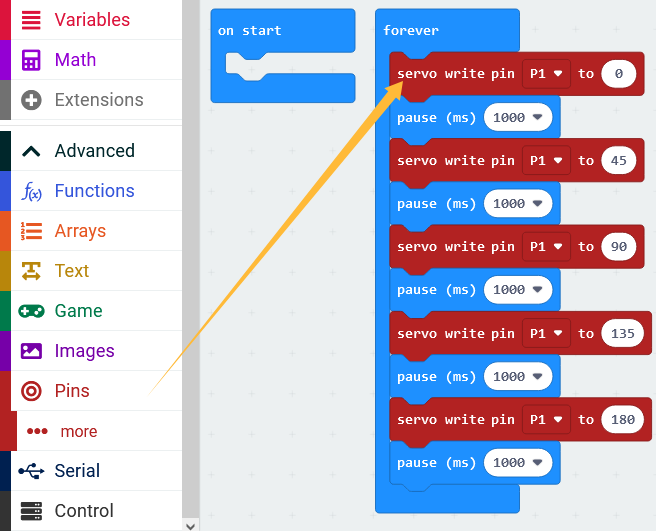 Variables
Math
Extensions
Advanced
f(x) Functions
1
2
3
Arrays
T Text
Game
Images
Pins
more
Serial
Control
on start
forever
servo write pin P1 to 0
pause (ms) 1000
servo write pin P1 to 45
pause (ms) 1000
servo write pin P1 to 90
pause (ms) 1000
servo write pin P1 to 135
pause (ms) 1000
servo write pin P1 to 180
pause (ms) 1000